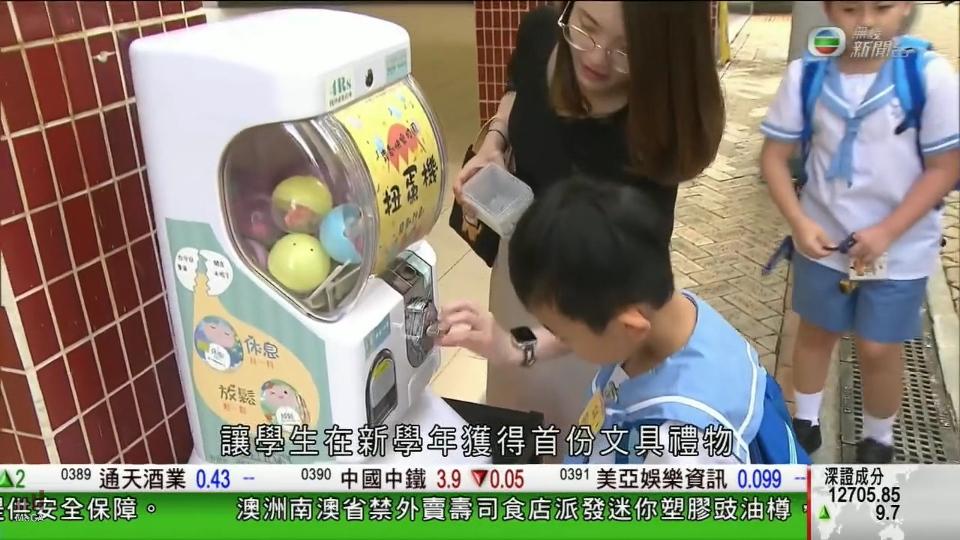 無綫
新聞台
4Rs
扭蛋機
休息
放鬆
讓學生在新學年獲得首份文具禮物
▲2 0389 通天酒業 0.43 -- 0390 中國中鐵 3.9 ▼0.05 0391 美亞娛樂資訊 0.099 --
深證成分
12705.85
▲ 9.7
提供安全保障。 澳洲南澳省禁外賣壽司食店派發迷你塑膠豉油樽，